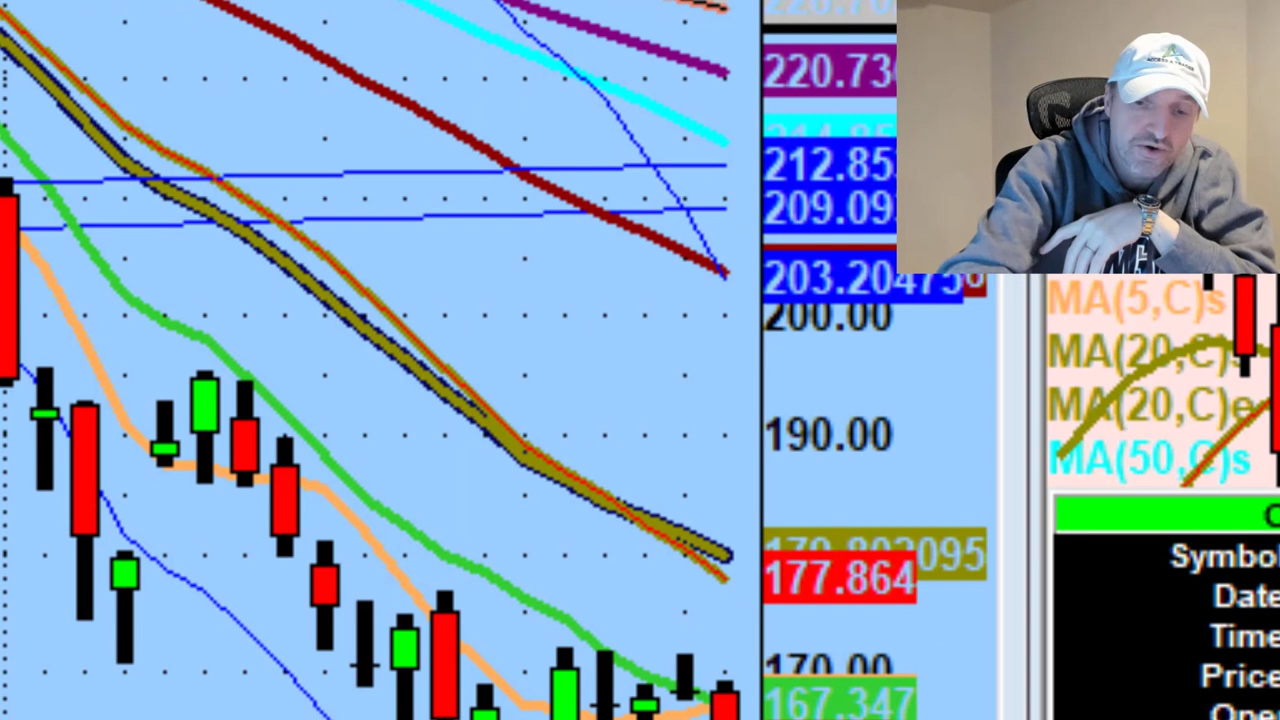 220.73
212.85
209.09
203.20475
200.00
190.00
177.864
170.00
167.347
MA(5,C)s
MA(20,C)s
MA(20,C)e
MA(50,C)s
Symbol
Date
Time
Price